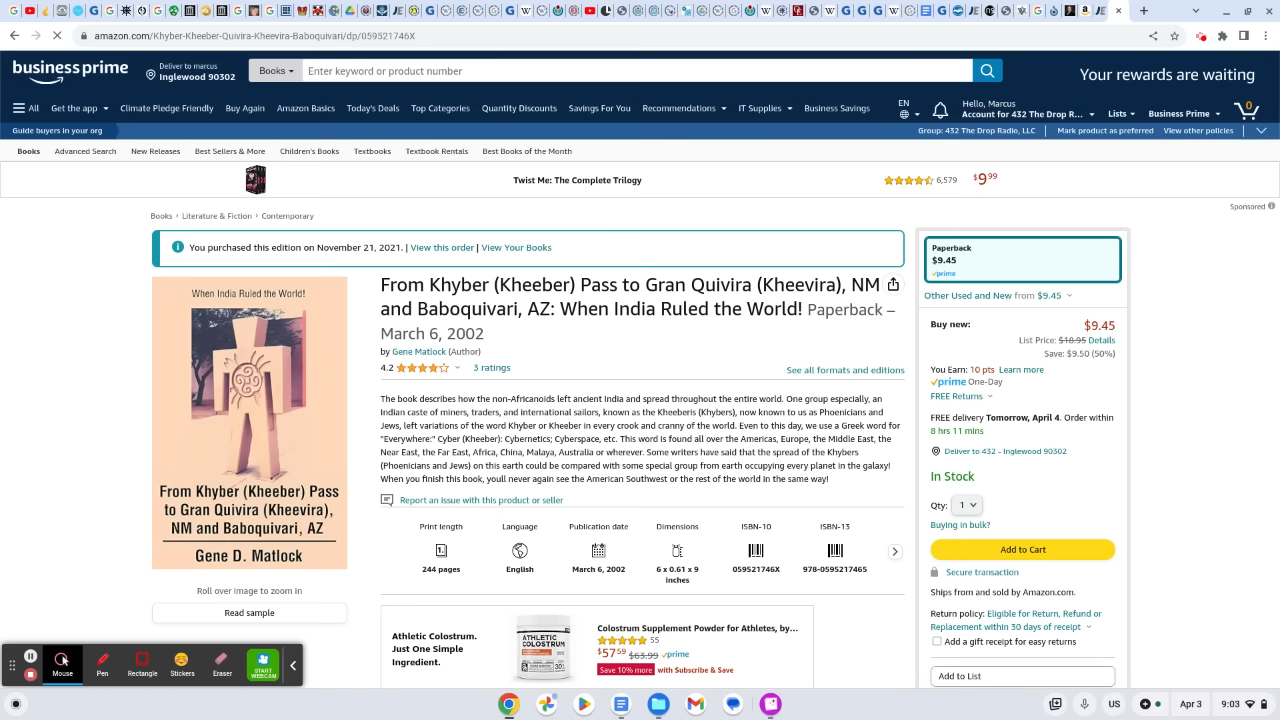 amazon.com/Khyber-Kheeber-Quivira-Kheevira-Baboquivari/dp/059521746X
business prime
Deliver to marcus
Inglewood 90302
Books
Enter keyword or product number
Your rewards are waiting
All
Get the app
Climate Pledge Friendly
Buy Again
Amazon Basics
Today's Deals
Top Categories
Quantity Discounts
Savings For You
Recommendations
IT Supplies
Business Savings
EN
Hello, Marcus
Account for 432 The Drop R...
Lists
Business Prime
0
Guide buyers in your org
Group: 432 The Drop Radio, LLC
Mark product as preferred
View other policies
Books
Advanced Search
New Releases
Best Sellers & More
Children's Books
Textbooks
Textbook Rentals
Best Books of the Month
Twist Me: The Complete Trilogy
6,579
$9.99
Sponsored
Books › Literature & Fiction › Contemporary
You purchased this edition on November 21, 2021. | View this order | View Your Books
When India Ruled the World!
From Khyber (Kheeber) Pass
to Gran Quivira (Kheevira),
NM and Baboquivari, AZ
Gene D. Matlock
Roll over image to zoom in
Read sample
From Khyber (Kheeber) Pass to Gran Quivira (Kheevira), NM
and Baboquivari, AZ: When India Ruled the World! Paperback –
March 6, 2002
by Gene Matlock (Author)
4.2
3 ratings
See all formats and editions
The book describes how the non-Africanoids left ancient India and spread throughout the entire world. One group especially, an
Indian caste of miners, traders, and international sailors, known as the Kheeberis (Khybers), now known to us as Phoenicians and
Jews, left variations of the word Khyber or Kheeber in every crook and cranny of the world. Even to this day, we use a Greek word for
"Everywhere:" Cyber (Kheeber): Cybernetics; Cyberspace, etc. This word is found all over the Americas, Europe, the Middle East, the
Near East, the Far East, Africa, China, Malaya, Australia or wherever. Some writers have said that the spread of the Khybers
(Phoenicians and Jews) on this earth could be compared with some special group from earth occupying every planet in the galaxy!
When you finish this book, youll never again see the American Southwest or the rest of the world in the same way!
Report an issue with this product or seller
Print length
244 pages
Language
English
Publication date
March 6, 2002
Dimensions
6 x 0.61 x 9
inches
ISBN-10
059521746X
ISBN-13
978-0595217465
Athletic Colostrum.
Just One Simple
Ingredient.
ATHLETIC
COLOSTRUM
Colostrum Supplement Powder for Athletes, by...
55
$57.59 $63.99 prime
Save 10% more with Subscribe & Save
Paperback
$9.45
prime
Other Used and New from $9.45
Buy new:
$9.45
List Price: $18.95 Details
Save: $9.50 (50%)
You Earn: 10 pts Learn more
prime One-Day
FREE Returns
FREE delivery Tomorrow, April 4. Order within
8 hrs 11 mins
Deliver to 432 - Inglewood 90302
In Stock
Qty: 1
Buying in bulk?
Add to Cart
Secure transaction
Ships from and sold by Amazon.com.
Return policy: Eligible for Return, Refund or
Replacement within 30 days of receipt
Add a gift receipt for easy returns
Add to List
Mouse
Pen
Rectangle
Stickers
Eraser
START
WEBCAM
US
Apr 3
9:03